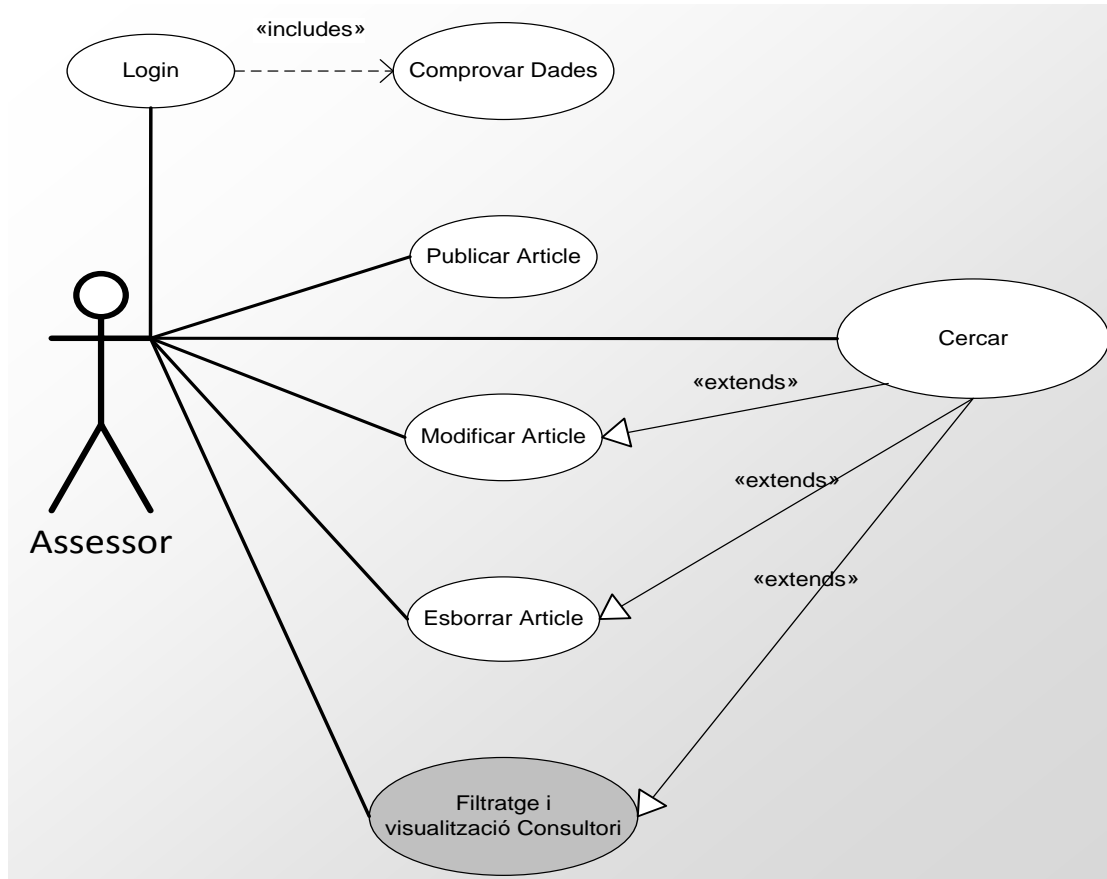 «includes»
Login
Comprovar Dades
Publicar Article
Cercar
«extends»
Modificar Article
«extends»
Assessor
«extends»
Esborrar Article
Filtratge i
visualització Consultori